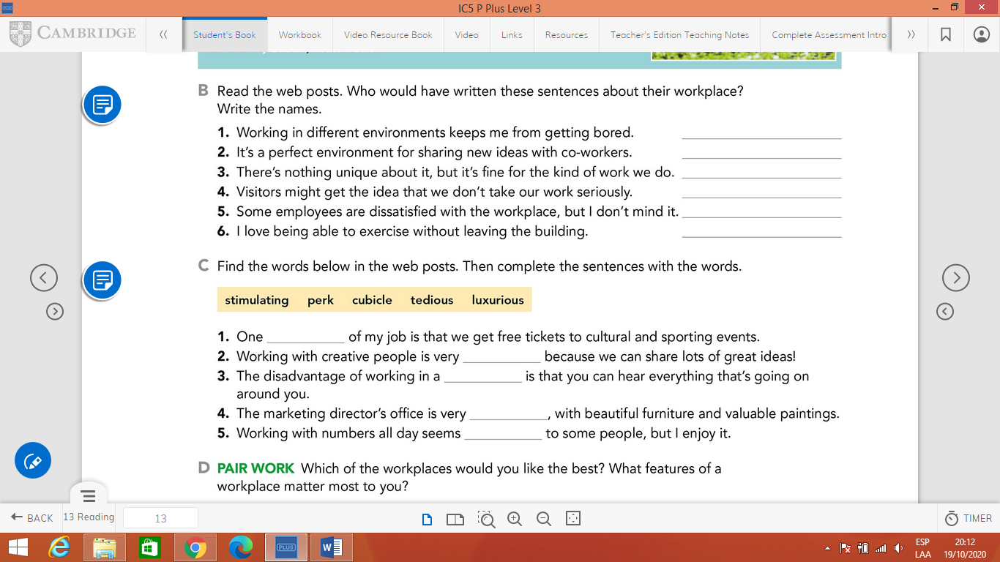 IC5 P Plus Level 3
CAMBRIDGE
Student's Book
Workbook
Video Resource Book
Video
Links
Resources
Teacher's Edition Teaching Notes
Complete Assessment Intro
B Read the web posts. Who would have written these sentences about their workplace?
Write the names.
1. Working in different environments keeps me from getting bored. ____________
2. It's a perfect environment for sharing new ideas with co-workers. ____________
3. There's nothing unique about it, but it's fine for the kind of work we do. ____________
4. Visitors might get the idea that we don't take our work seriously. ____________
5. Some employees are dissatisfied with the workplace, but I don't mind it. ____________
6. I love being able to exercise without leaving the building. ____________
C Find the words below in the web posts. Then complete the sentences with the words.
stimulating perk cubicle tedious luxurious
1. One __________ of my job is that we get free tickets to cultural and sporting events.
2. Working with creative people is very __________ because we can share lots of great ideas!
3. The disadvantage of working in a __________ is that you can hear everything that's going on
around you.
4. The marketing director's office is very __________, with beautiful furniture and valuable paintings.
5. Working with numbers all day seems __________ to some people, but I enjoy it.
D PAIR WORK Which of the workplaces would you like the best? What features of a
workplace matter most to you?
BACK
13 Reading
13
TIMER
PLUS
ESP
LAA
20:12
19/10/2020